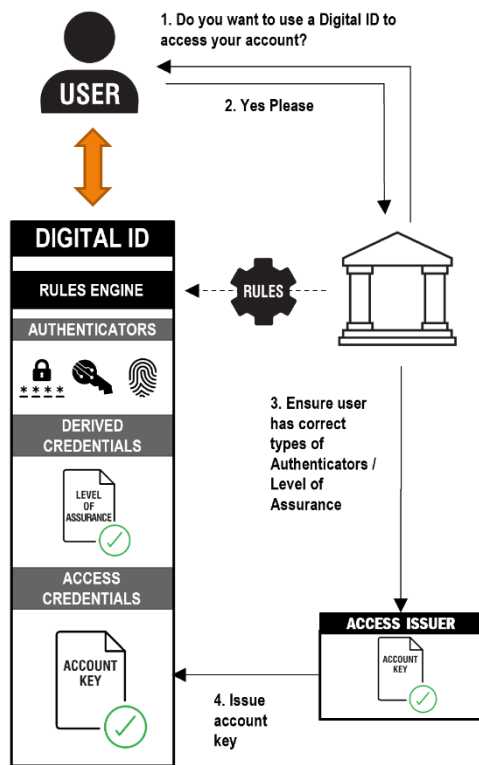 1. Do you want to use a Digital ID to
access your account?
USER
2. Yes Please
DIGITAL ID
RULES ENGINE
RULES
AUTHENTICATORS
* * * *
3. Ensure user
has correct
types of
Authenticators /
Level of
Assurance
DERIVED
CREDENTIALS
LEVEL
OF
ASSURANCE
ACCESS
CREDENTIALS
ACCOUNT
KEY
ACCESS ISSUER
ACCOUNT
KEY
4. Issue
account
key